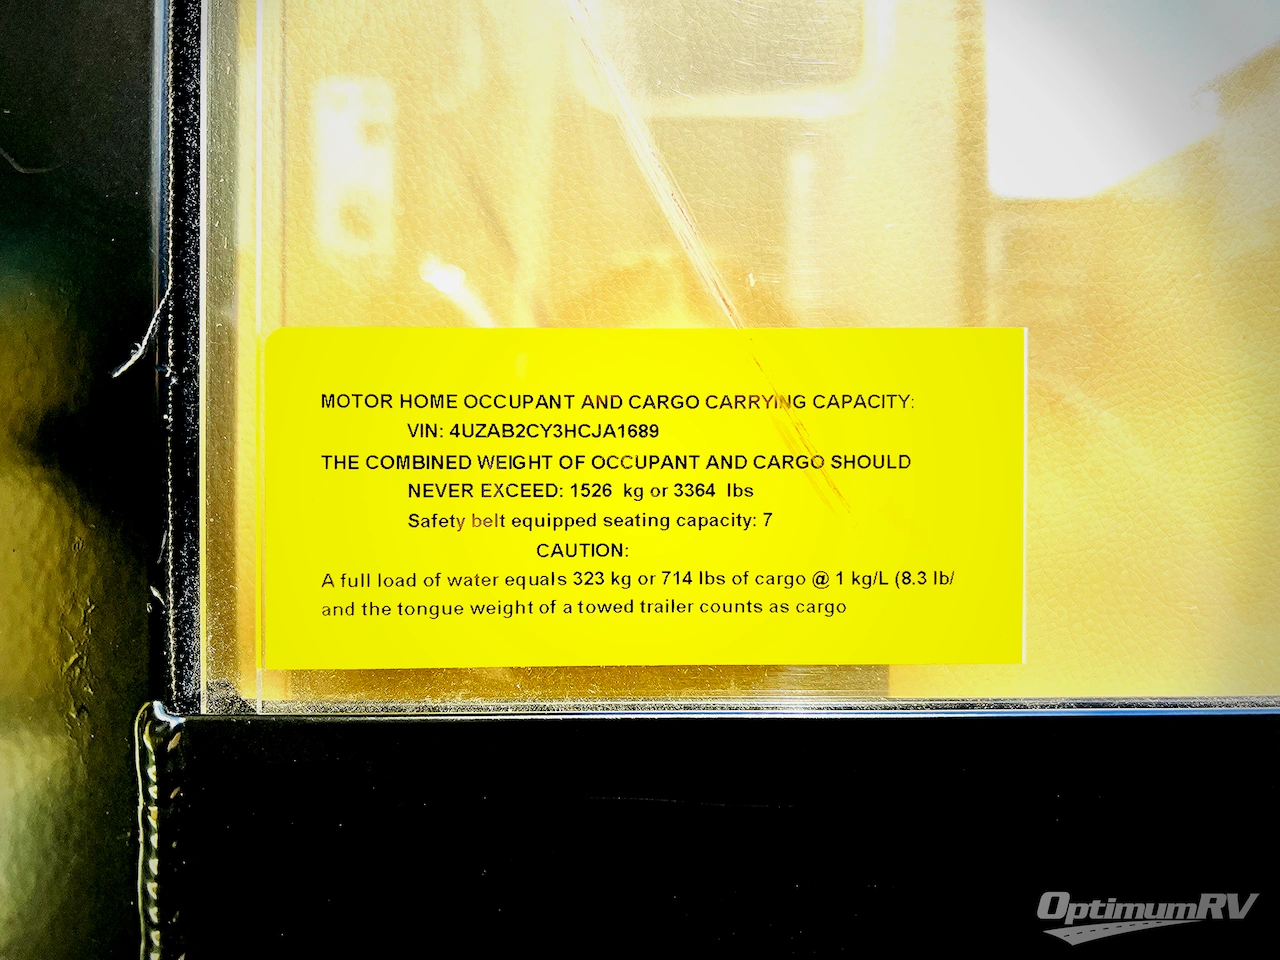 MOTOR HOME OCCUPANT AND CARGO CARRYING CAPACITY:
VIN: 4UZAB2CY3HCJA1689
THE COMBINED WEIGHT OF OCCUPANT AND CARGO SHOULD
NEVER EXCEED: 1526 kg or 3364 lbs
Safety belt equipped seating capacity: 7
CAUTION:
A full load of water equals 323 kg or 714 lbs of cargo @ 1 kg/L (8.3 lb/
and the tongue weight of a towed trailer counts as cargo
OptimumRV